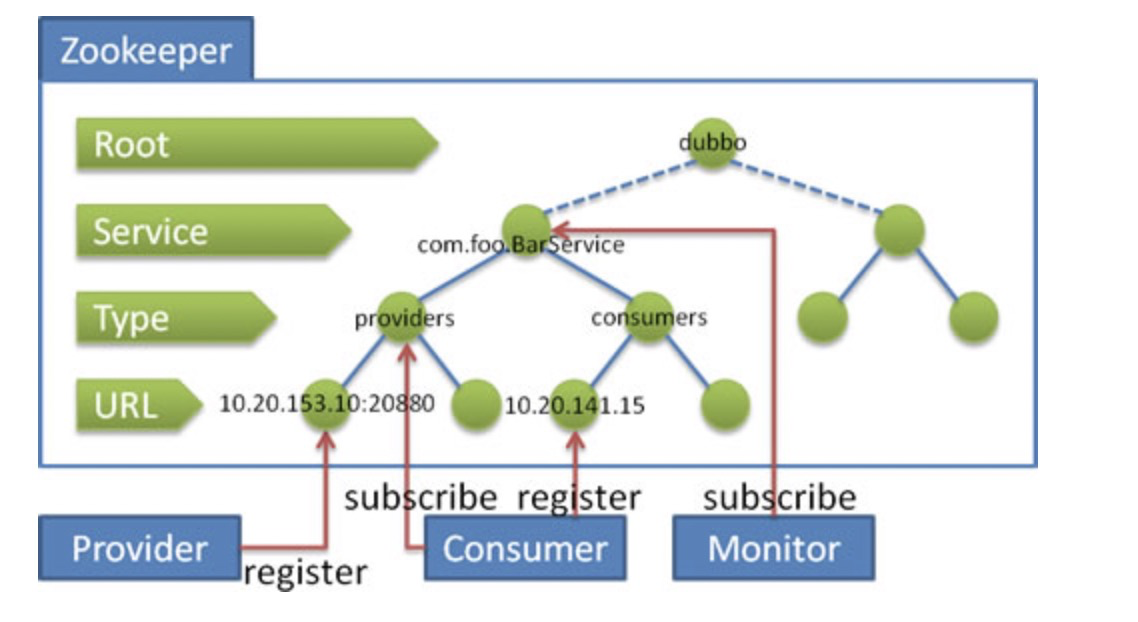 Zookeeper
Root
dubbo
Service
com.foo.BarService
Type
providers
consumers
URL
10.20.153.10:20880
10.20.141.15
subscribe
register
subscribe
Provider
register
Consumer
Monitor